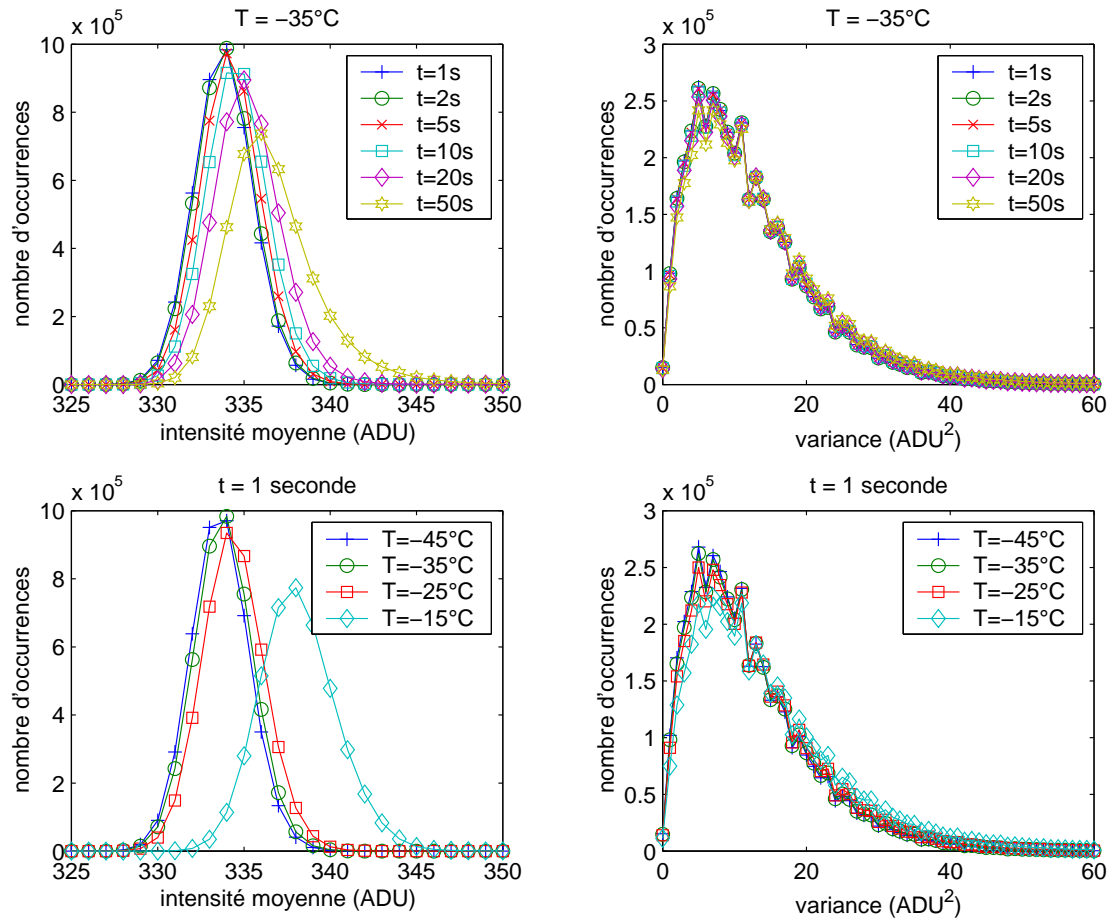 T = −35°C
x 10^5
nombre d'occurrences
10
8
6
4
2
0
t=1s
t=2s
t=5s
t=10s
t=20s
t=50s
325 330 335 340 345 350
intensité moyenne (ADU)
T = −35°C
x 10^5
nombre d'occurrences
3
2.5
2
1.5
1
0.5
0
t=1s
t=2s
t=5s
t=10s
t=20s
t=50s
0 20 40 60
variance (ADU^2)
t = 1 seconde
x 10^5
nombre d'occurrences
10
8
6
4
2
0
T=−45°C
T=−35°C
T=−25°C
T=−15°C
325 330 335 340 345 350
intensité moyenne (ADU)
t = 1 seconde
x 10^5
nombre d'occurrences
3
2.5
2
1.5
1
0.5
0
T=−45°C
T=−35°C
T=−25°C
T=−15°C
0 20 40 60
variance (ADU^2)